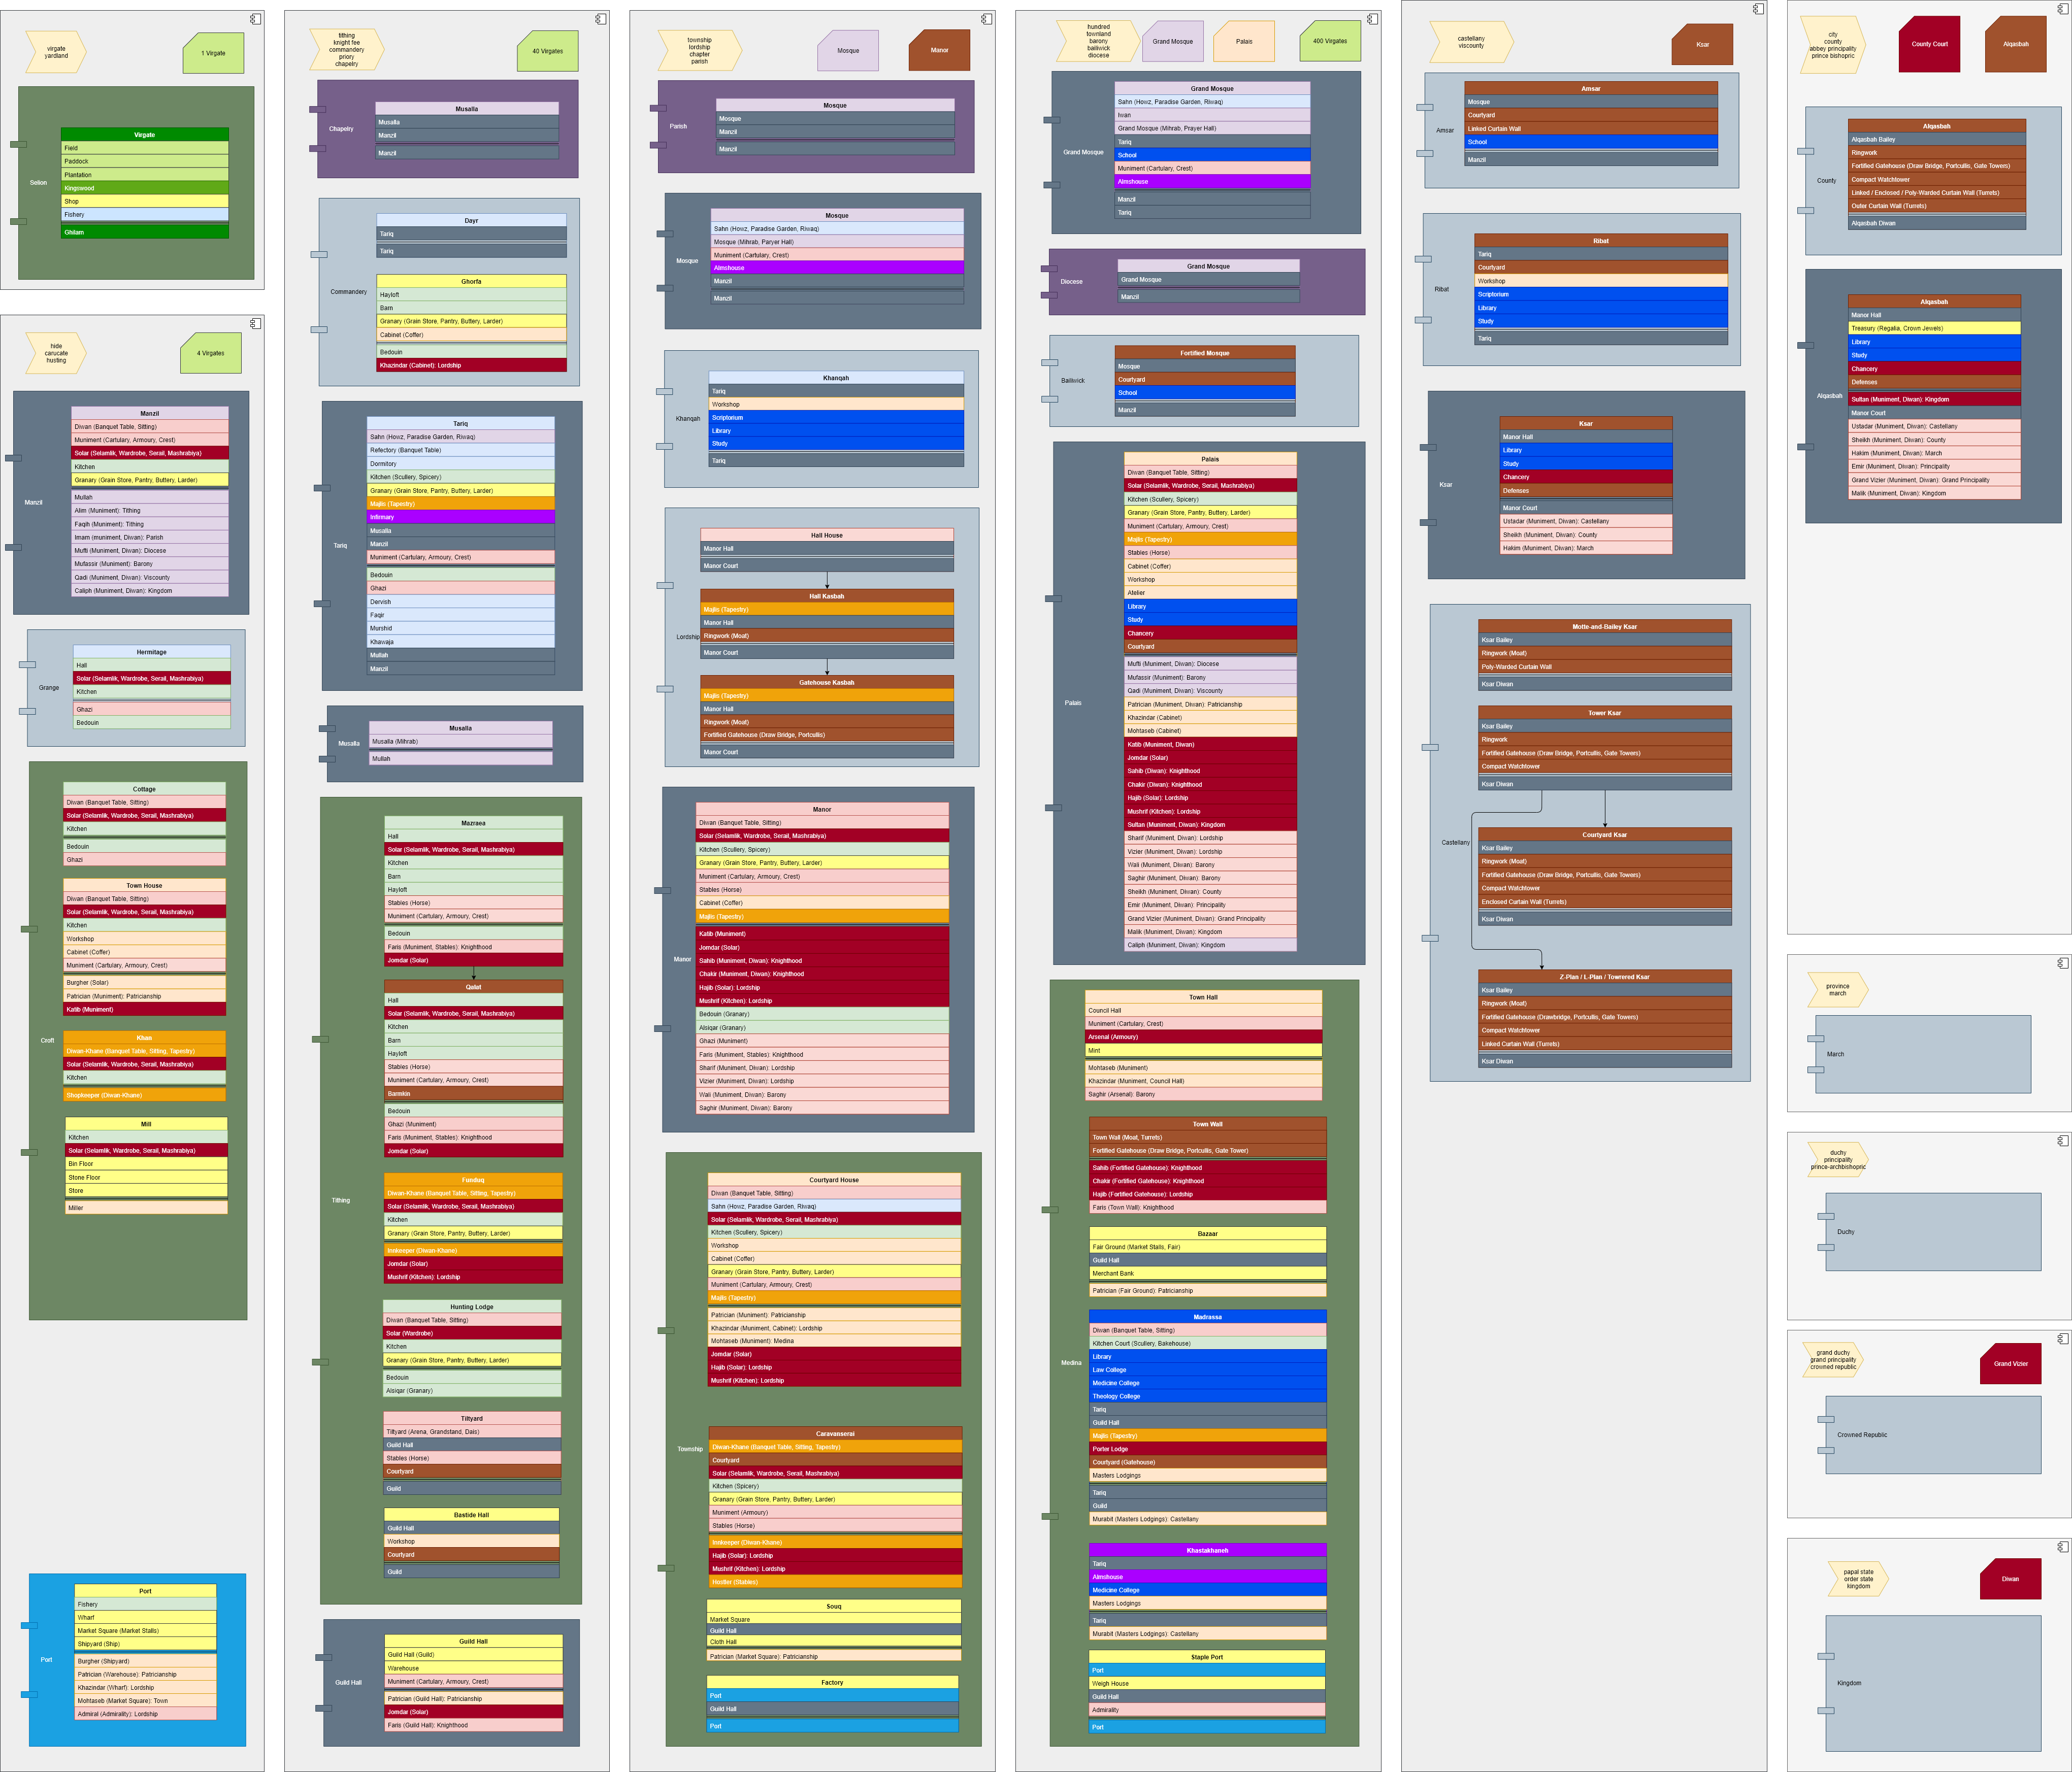 virgate
yardland
1 Virgate
Selion
Virgate
Field
Paddock
Plantation
Kingswood
Shop
Fishery
Ghilam
hide
carucate
husting
4 Virgates
Manzil
Manzil
Diwan (Banquet Table, Sitting)
Muniment (Cartulary, Armoury, Crest)
Solar (Selamlik, Wardrobe, Serail, Mashrabiya)
Kitchen
Granary (Grain Store, Pantry, Buttery, Larder)
Mullah
Alim (Muniment): Tithing
Faqih (Muniment): Tithing
Imam (muniment, Diwan): Parish
Mufti (Muniment, Diwan): Diocese
Mufassir (Muniment): Barony
Qadi (Muniment, Diwan): Viscounty
Caliph (Muniment, Diwan): Kingdom
Grange
Hermitage
Hall
Solar (Selamlik, Wardrobe, Serail, Mashrabiya)
Kitchen
Ghazi
Bedouin
Croft
Cottage
Diwan (Banquet Table, Sitting)
Solar (Selamlik, Wardrobe, Serail, Mashrabiya)
Kitchen
Bedouin
Ghazi
Town House
Diwan (Banquet Table, Sitting)
Solar (Selamlik, Wardrobe, Serail, Mashrabiya)
Kitchen
Workshop
Cabinet (Coffer)
Muniment (Cartulary, Armoury, Crest)
Burgher (Solar)
Patrician (Muniment): Patricianship
Katib (Muniment)
Khan
Diwan-Khane (Banquet Table, Sitting, Tapestry)
Solar (Selamlik, Wardrobe, Serail, Mashrabiya)
Kitchen
Shopkeeper (Diwan-Khane)
Mill
Kitchen
Solar (Selamlik, Wardrobe, Serail, Mashrabiya)
Bin Floor
Stone Floor
Store
Miller
Port
Port
Fishery
Wharf
Market Square (Market Stalls)
Shipyard (Ship)
Burgher (Shipyard)
Patrician (Warehouse): Patricianship
Khazindar (Wharf): Lordship
Mohtaseb (Market Square): Town
Admiral (Admirality): Lordship
tithing
knight fee
commandery
priory
chapelry
40 Virgates
Chapelry
Musalla
Musalla
Manzil
Manzil
Commandery
Dayr
Tariq
Tariq
Ghorfa
Hayloft
Barn
Granary (Grain Store, Pantry, Buttery, Larder)
Cabinet (Coffer)
Bedouin
Khazindar (Cabinet): Lordship
Tariq
Tariq
Sahn (Howz, Paradise Garden, Riwaq)
Refectory (Banquet Table)
Dormitory
Kitchen (Scullery, Spicery)
Granary (Grain Store, Pantry, Buttery, Larder)
Majlis (Tapestry)
Infirmary
Musalla
Manzil
Muniment (Cartulary, Armoury, Crest)
Bedouin
Ghazi
Dervish
Faqir
Murshid
Khawaja
Mullah
Manzil
Musalla
Musalla
Musalla (Mihrab)
Mullah
Tithing
Mazraea
Hall
Solar (Selamlik, Wardrobe, Serail, Mashrabiya)
Kitchen
Barn
Hayloft
Stables (Horse)
Muniment (Cartulary, Armoury, Crest)
Bedouin
Faris (Muniment, Stables): Knighthood
Jomdar (Solar)
Qalat
Hall
Solar (Selamlik, Wardrobe, Serail, Mashrabiya)
Kitchen
Barn
Hayloft
Stables (Horse)
Muniment (Cartulary, Armoury, Crest)
Barmkin
Bedouin
Ghazi (Muniment)
Faris (Muniment, Stables): Knighthood
Jomdar (Solar)
Funduq
Diwan-Khane (Banquet Table, Sitting, Tapestry)
Solar (Selamlik, Wardrobe, Serail, Mashrabiya)
Kitchen
Granary (Grain Store, Pantry, Buttery, Larder)
Innkeeper (Diwan-Khane)
Jomdar (Solar)
Mushrif (Kitchen): Lordship
Hunting Lodge
Diwan (Banquet Table, Sitting)
Solar (Wardrobe)
Kitchen
Granary (Grain Store, Pantry, Buttery, Larder)
Bedouin
Alsiqar (Granary)
Tiltyard
Tiltyard (Arena, Grandstand, Dais)
Guild Hall
Stables (Horse)
Courtyard
Guild
Bastide Hall
Guild Hall
Workshop
Courtyard
Guild
Guild Hall
Guild Hall
Guild Hall (Guild)
Warehouse
Muniment (Cartulary, Armoury, Crest)
Patrician (Guild Hall): Patricianship
Jomdar (Solar)
Faris (Guild Hall): Knighthood
township
lordship
chapter
parish
Mosque
Manor
Parish
Mosque
Mosque
Manzil
Manzil
Mosque
Mosque
Sahn (Howz, Paradise Garden, Riwaq)
Mosque (Mihrab, Paryer Hall)
Muniment (Cartulary, Crest)
Almshouse
Manzil
Manzil
Khanqah
Khanqah
Tariq
Workshop
Scriptorium
Library
Study
Tariq
Lordship
Hall House
Manor Hall
Manor Court
Hall Kasbah
Majlis (Tapestry)
Manor Hall
Ringwork (Moat)
Manor Court
Gatehouse Kasbah
Majlis (Tapestry)
Manor Hall
Ringwork (Moat)
Fortified Gatehouse (Draw Bridge, Portcullis)
Manor Court
Manor
Manor
Diwan (Banquet Table, Sitting)
Solar (Selamlik, Wardrobe, Serail, Mashrabiya)
Kitchen (Scullery, Spicery)
Granary (Grain Store, Pantry, Buttery, Larder)
Muniment (Cartulary, Armoury, Crest)
Stables (Horse)
Cabinet (Coffer)
Majlis (Tapestry)
Katib (Muniment)
Jomdar (Solar)
Sahib (Muniment, Diwan): Knighthood
Chakir (Muniment, Diwan): Knighthood
Hajib (Solar): Lordship
Mushrif (Kitchen): Lordship
Bedouin (Granary)
Alsiqar (Granary)
Ghazi (Muniment)
Faris (Muniment, Stables): Knighthood
Sharif (Muniment, Diwan): Lordship
Vizier (Muniment, Diwan): Lordship
Wali (Muniment, Diwan): Barony
Saghir (Muniment, Diwan): Barony
Township
Courtyard House
Diwan (Banquet Table, Sitting)
Sahn (Howz, Paradise Garden, Riwaq)
Solar (Selamlik, Wardrobe, Serail, Mashrabiya)
Kitchen (Scullery, Spicery)
Workshop
Cabinet (Coffer)
Granary (Grain Store, Pantry, Buttery, Larder)
Muniment (Cartulary, Armoury, Crest)
Majlis (Tapestry)
Patrician (Muniment): Patricianship
Khazindar (Muniment, Cabinet): Lordship
Mohtaseb (Muniment): Medina
Jomdar (Solar)
Hajib (Solar): Lordship
Mushrif (Kitchen): Lordship
Caravanserai
Diwan-Khane (Banquet Table, Sitting, Tapestry)
Courtyard
Solar (Selamlik, Wardrobe, Serail, Mashrabiya)
Kitchen (Spicery)
Granary (Grain Store, Pantry, Buttery, Larder)
Muniment (Armoury)
Stables (Horse)
Innkeeper (Diwan-Khane)
Hajib (Solar): Lordship
Mushrif (Kitchen): Lordship
Hostler (Stables)
Souq
Market Square
Guild Hall
Cloth Hall
Patrician (Market Square): Patricianship
Factory
Port
Guild Hall
Port
hundred
townland
barony
bailiwick
diocese
Grand Mosque
Palais
400 Virgates
Grand Mosque
Grand Mosque
Sahn (Howz, Paradise Garden, Riwaq)
Iwan
Grand Mosque (Mihrab, Prayer Hall)
Tariq
School
Muniment (Cartulary, Crest)
Almshouse
Manzil
Tariq
Diocese
Grand Mosque
Grand Mosque
Manzil
Bailiwick
Fortified Mosque
Mosque
Courtyard
School
Manzil
Palais
Palais
Diwan (Banquet Table, Sitting)
Solar (Selamlik, Wardrobe, Serail, Mashrabiya)
Kitchen (Scullery, Spicery)
Granary (Grain Store, Pantry, Buttery, Larder)
Muniment (Cartulary, Armoury, Crest)
Majlis (Tapestry)
Stables (Horse)
Cabinet (Coffer)
Workshop
Atelier
Library
Study
Chancery
Courtyard
Mufti (Muniment, Diwan): Diocese
Mufassir (Muniment): Barony
Qadi (Muniment, Diwan): Viscounty
Patrician (Muniment, Diwan): Patricianship
Khazindar (Cabinet)
Mohtaseb (Cabinet)
Katib (Muniment, Diwan)
Jomdar (Solar)
Sahib (Diwan): Knighthood
Chakir (Diwan): Knighthood
Hajib (Solar): Lordship
Mushrif (Kitchen): Lordship
Sultan (Muniment, Diwan): Kingdom
Sharif (Muniment, Diwan): Lordship
Vizier (Muniment, Diwan): Lordship
Wali (Muniment, Diwan): Barony
Saghir (Muniment, Diwan): Barony
Sheikh (Muniment, Diwan): County
Emir (Muniment, Diwan): Principality
Grand Vizier (Muniment, Diwan): Grand Principality
Malik (Muniment, Diwan): Kingdom
Caliph (Muniment, Diwan): Kingdom
Medina
Town Hall
Council Hall
Muniment (Cartulary, Crest)
Arsenal (Armoury)
Mint
Mohtaseb (Muniment)
Khazindar (Muniment, Council Hall)
Saghir (Arsenal): Barony
Town Wall
Town Wall (Moat, Turrets)
Fortified Gatehouse (Draw Bridge, Portcullis, Gate Tower)
Sahib (Fortified Gatehouse): Knighthood
Chakir (Fortified Gatehouse): Knighthood
Hajib (Fortified Gatehouse): Lordship
Faris (Town Wall): Knighthood
Bazaar
Fair Ground (Market Stalls, Fair)
Guild Hall
Merchant Bank
Patrician (Fair Ground): Patricianship
Madrassa
Diwan (Banquet Table, Sitting)
Kitchen Court (Scullery, Bakehouse)
Library
Law College
Medicine College
Theology College
Tariq
Guild Hall
Majlis (Tapestry)
Porter Lodge
Courtyard (Gatehouse)
Masters Lodgings
Tariq
Guild
Murabit (Masters Lodgings): Castellany
Khastakhaneh
Tariq
Almshouse
Medicine College
Masters Lodgings
Tariq
Murabit (Masters Lodgings): Castellany
Staple Port
Port
Weigh House
Guild Hall
Admirality
Port
castellany
viscounty
Ksar
Amsar
Amsar
Mosque
Courtyard
Linked Curtain Wall
School
Manzil
Ribat
Ribat
Tariq
Courtyard
Workshop
Scriptorium
Library
Study
Tariq
Ksar
Ksar
Manor Hall
Library
Study
Chancery
Defenses
Manor Court
Ustadar (Muniment, Diwan): Castellany
Sheikh (Muniment, Diwan): County
Hakim (Muniment, Diwan): March
Castellany
Motte-and-Bailey Ksar
Ksar Bailey
Ringwork (Moat)
Poly-Warded Curtain Wall
Ksar Diwan
Tower Ksar
Ksar Bailey
Ringwork
Fortified Gatehouse (Draw Bridge, Portcullis, Gate Towers)
Compact Watchtower
Ksar Diwan
Courtyard Ksar
Ksar Bailey
Ringwork (Moat)
Fortified Gatehouse (Draw Bridge, Portcullis, Gate Towers)
Compact Watchtower
Enclosed Curtain Wall (Turrets)
Ksar Diwan
Z-Plan / L-Plan / Towrered Ksar
Ksar Bailey
Ringwork (Moat)
Fortified Gatehouse (Drawbridge, Portcullis, Gate Towers)
Compact Watchtower
Linked Curtain Wall (Turrets)
Ksar Diwan
city
county
abbey principality
prince bishopric
County Court
Alqasbah
County
Alqasbah
Alqasbah Bailey
Ringwork
Fortified Gatehouse (Draw Bridge, Portcullis, Gate Towers)
Compact Watchtower
Linked / Enclosed / Poly-Warded Curtain Wall (Turrets)
Outer Curtain Wall (Turrets)
Alqasbah Diwan
Alqasbah
Alqasbah
Manor Hall
Treasury (Regalia, Crown Jewels)
Library
Study
Chancery
Defenses
Sultan (Muniment, Diwan): Kingdom
Manor Court
Ustadar (Muniment, Diwan): Castellany
Sheikh (Muniment, Diwan): County
Hakim (Muniment, Diwan): March
Emir (Muniment, Diwan): Principality
Grand Vizier (Muniment, Diwan): Grand Principality
Malik (Muniment, Diwan): Kingdom
province
march
March
duchy
principality
prince-archbishopric
Duchy
grand duchy
grand principality
crowned republic
Grand Vizier
Crowned Republic
papal state
order state
kingdom
Diwan
Kingdom